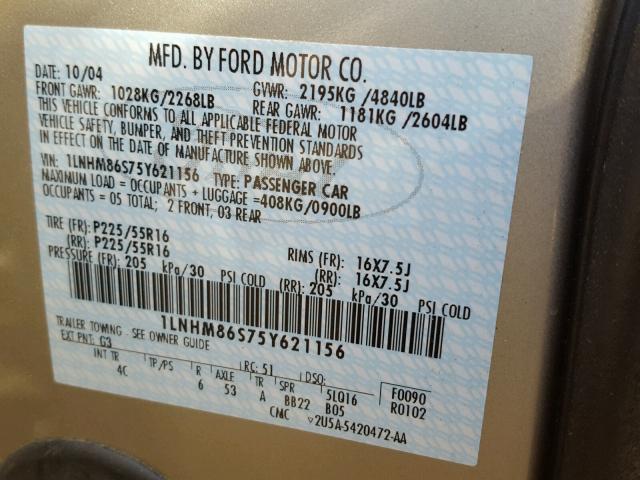 MFD. BY FORD MOTOR CO.
DATE: 10/04 GVWR: 2195KG /4840LB
FRONT GAWR: 1028KG/2268LB REAR GAWR: 1181KG /2604LB
THIS VEHICLE CONFORMS TO ALL APPLICABLE FEDERAL MOTOR
VEHICLE SAFETY, BUMPER, AND THEFT PREVENTION STANDARDS
IN EFFECT ON THE DATE OF MANUFACTURE SHOWN ABOVE.
VIN: 1LNHM86S75Y621156 TYPE: PASSENGER CAR
MAXIMUM LOAD = OCCUPANTS + LUGGAGE =408KG/0900LB
OCCUPANTS = 05 TOTAL; 2 FRONT, 03 REAR
TIRE (FR): P225/55R16 RIMS (FR): 16X7.5J
(RR): P225/55R16 (RR): 16X7.5J
PRESSURE (FR): 205 kPa/30 PSI COLD (RR): 205 kPa/30 PSI COLD
1LNHM86S75Y621156
TRAILER TOWING - SEE OWNER GUIDE
EXT PNT: G3 RC: 51 DSO:
INT TR TP/PS R AXLE TR SPR 5LQ16 F0090
4C 6 53 A BB22 B05 R0102
CMC V2U5A-5420472-AA